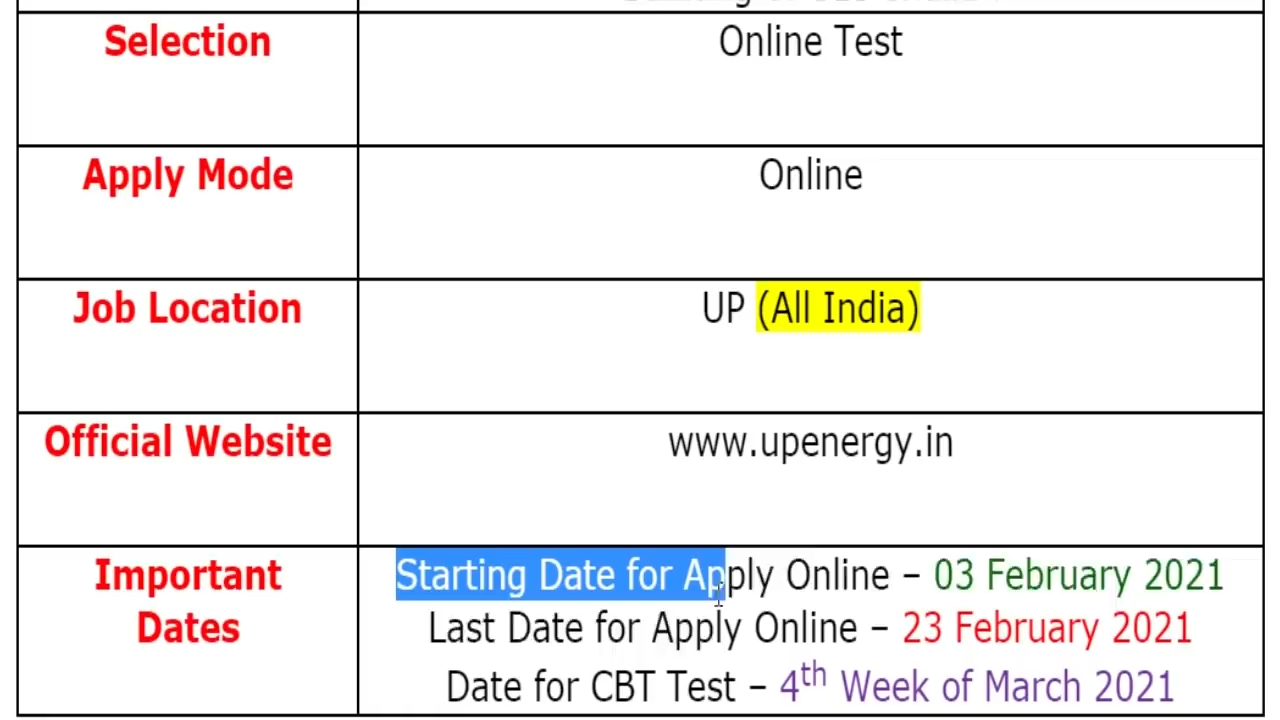 Selection
Online Test
Apply Mode
Online
Job Location
UP (All India)
Official Website
www.upenergy.in
Important
Dates
Starting Date for Apply Online – 03 February 2021
Last Date for Apply Online – 23 February 2021
Date for CBT Test – 4th Week of March 2021